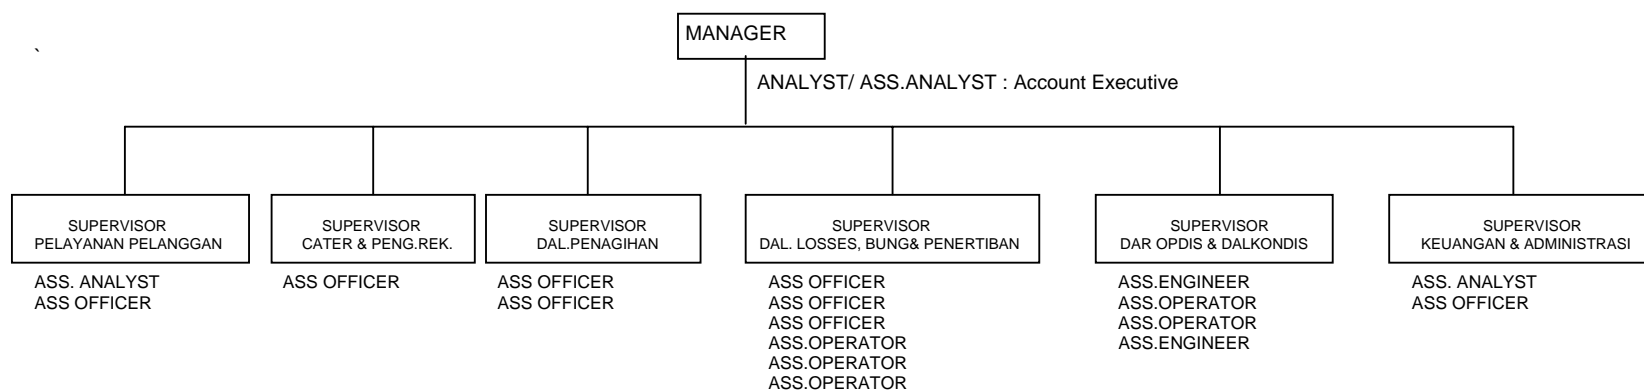 MANAGER
`
ANALYST/ ASS.ANALYST : Account Executive
SUPERVISOR
PELAYANAN PELANGGAN
ASS. ANALYST
ASS OFFICER
SUPERVISOR
CATER & PENG.REK.
ASS OFFICER
SUPERVISOR
DAL.PENAGIHAN
ASS OFFICER
ASS OFFICER
SUPERVISOR
DAL. LOSSES, BUNG& PENERTIBAN
ASS OFFICER
ASS OFFICER
ASS OFFICER
ASS.OPERATOR
ASS.OPERATOR
ASS.OPERATOR
SUPERVISOR
DAR OPDIS & DALKONDIS
ASS.ENGINEER
ASS.OPERATOR
ASS.OPERATOR
ASS.ENGINEER
SUPERVISOR
KEUANGAN & ADMINISTRASI
ASS. ANALYST
ASS OFFICER